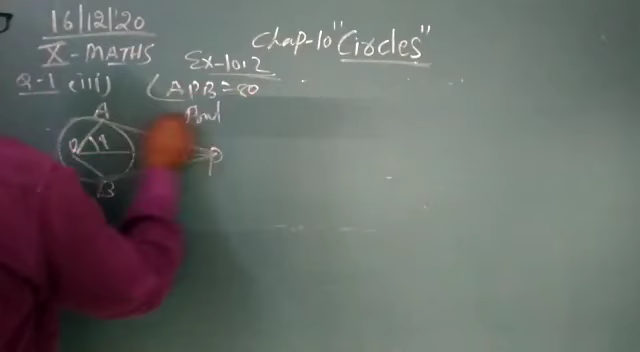 16/12/'20
X - MATHS
Chap-10 "Circles"
Ex-10.2
Q-1 (iii)
∠APB = 80
A
O
P
B